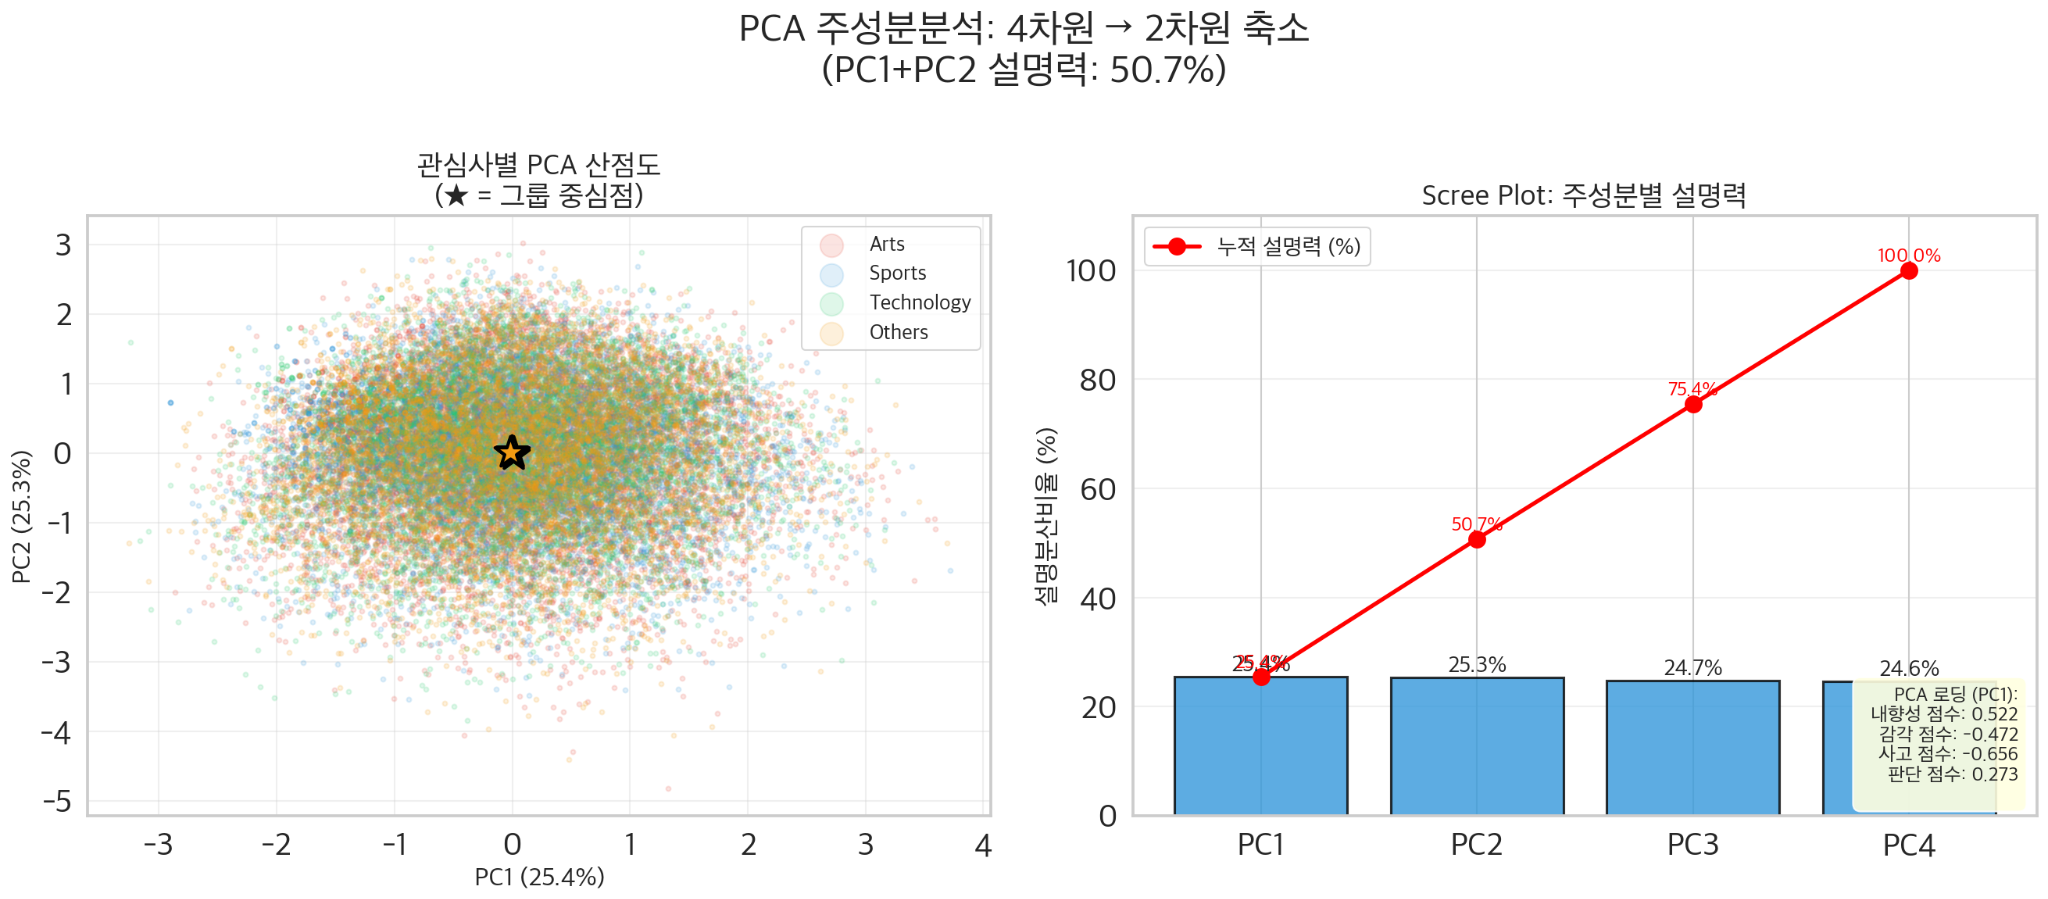 PCA 주성분분석: 4차원 → 2차원 축소
(PC1+PC2 설명력: 50.7%)
관심사별 PCA 산점도
(★ = 그룹 중심점)
Arts
Sports
Technology
Others
3
2
1
0
-1
-2
-3
-4
-5
PC2 (25.3%)
-3
-2
-1
0
1
2
3
4
PC1 (25.4%)
Scree Plot: 주성분별 설명력
누적 설명력 (%)
100
80
60
40
20
0
설명분산비율 (%)
25.4%
50.7%
75.4%
100.0%
25.4%
25.3%
24.7%
24.6%
PCA 로딩 (PC1):
내향성 점수: 0.522
감각 점수: -0.472
사고 점수: -0.656
판단 점수: 0.273
PC1
PC2
PC3
PC4